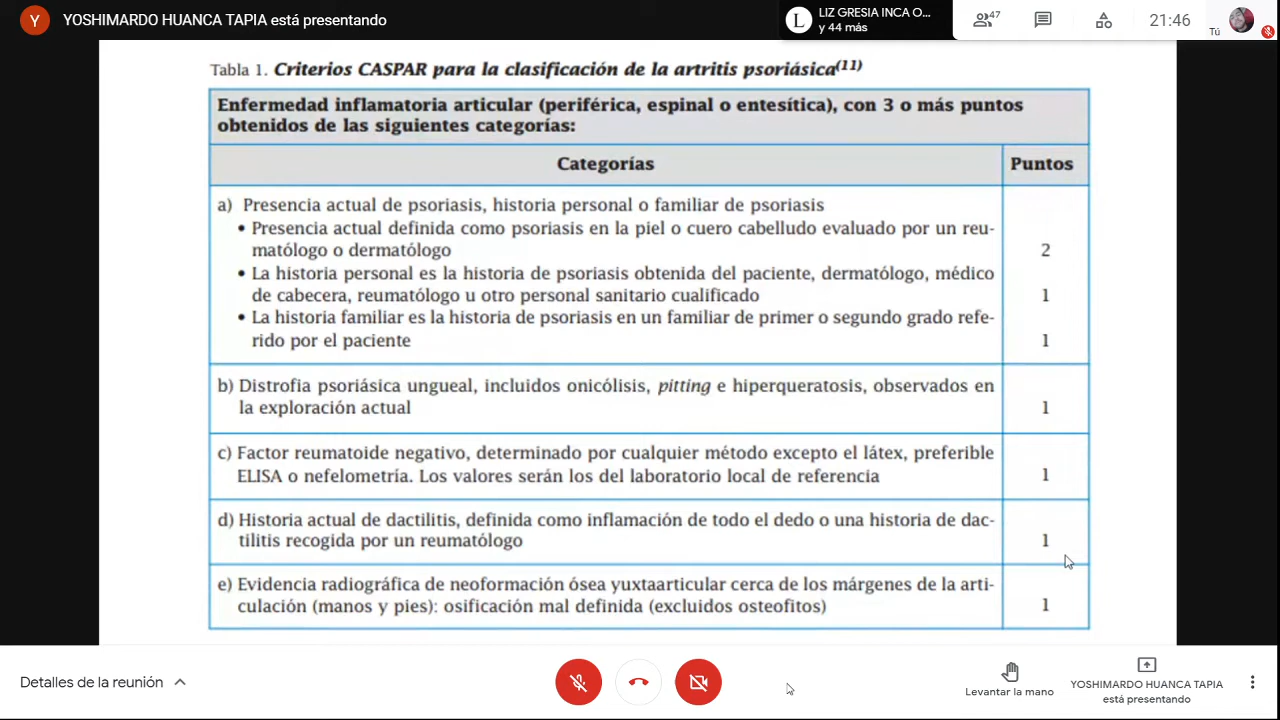 Y
YOSHIMARDO HUANCA TAPIA está presentando
L
LIZ GRESIA INCA O...
y 44 más
47
21:46
Tú
Tabla 1. Criterios CASPAR para la clasificación de la artritis psoriásica(11)
Enfermedad inflamatoria articular (periférica, espinal o entesítica), con 3 o más puntos
obtenidos de las siguientes categorías:
Categorías Puntos
a) Presencia actual de psoriasis, historia personal o familiar de psoriasis
• Presencia actual definida como psoriasis en la piel o cuero cabelludo evaluado por un reu-
matólogo o dermatólogo 2
• La historia personal es la historia de psoriasis obtenida del paciente, dermatólogo, médico
de cabecera, reumatólogo u otro personal sanitario cualificado 1
• La historia familiar es la historia de psoriasis en un familiar de primer o segundo grado refe-
rido por el paciente 1
b) Distrofia psoriásica ungueal, incluidos onicólisis, pitting e hiperqueratosis, observados en
la exploración actual 1
c) Factor reumatoide negativo, determinado por cualquier método excepto el látex, preferible
ELISA o nefelometría. Los valores serán los del laboratorio local de referencia 1
d) Historia actual de dactilitis, definida como inflamación de todo el dedo o una historia de dac-
tilitis recogida por un reumatólogo 1
e) Evidencia radiográfica de neoformación ósea yuxtaarticular cerca de los márgenes de la arti-
culación (manos y pies): osificación mal definida (excluidos osteofitos) 1
Detalles de la reunión
Levantar la mano
YOSHIMARDO HUANCA TAPIA
está presentando